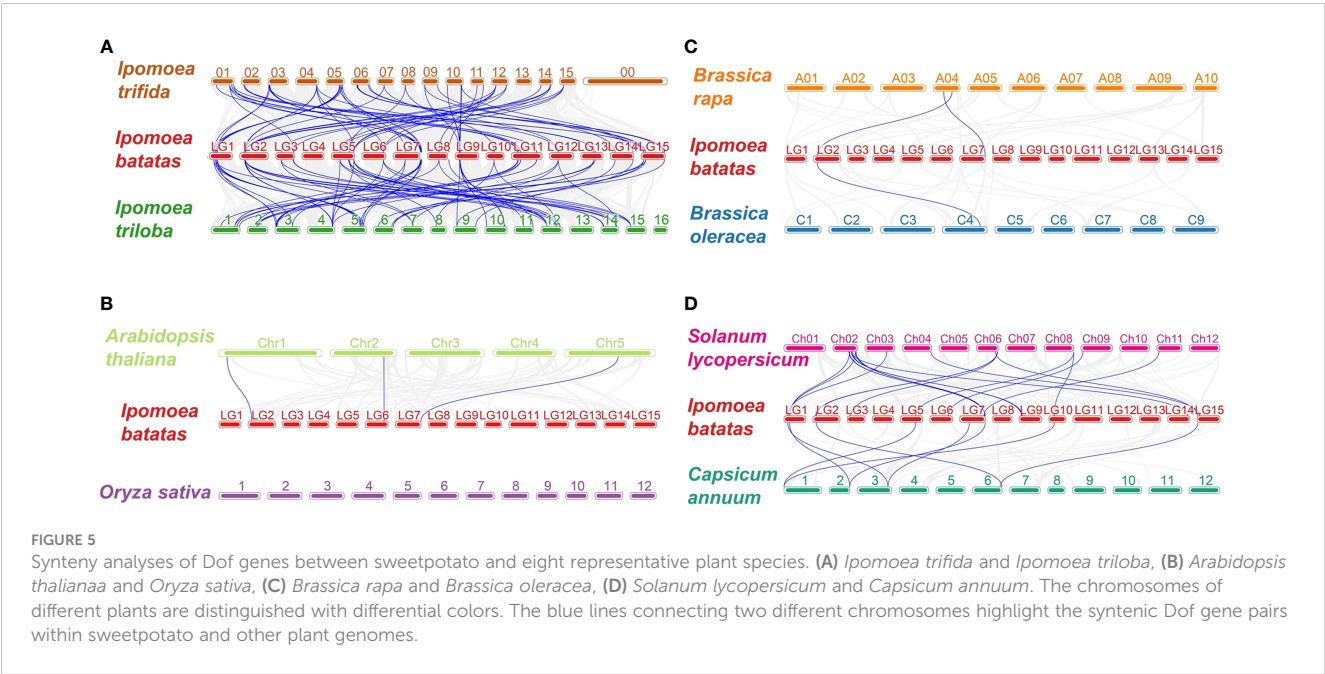 A
Ipomoea
trifida
01 02 03 04 05 06 07 08 09 10 11 12 13 14 15 00
Ipomoea
batatas
LG1 LG2 LG3 LG4 LG5 LG6 LG7 LG8 LG9 LG10 LG11 LG12 LG13 LG14 LG15
Ipomoea
triloba
1 2 3 4 5 6 7 8 9 10 11 12 13 14 15 16
B
Arabidopsis
thaliana
Chr1 Chr2 Chr3 Chr4 Chr5
Ipomoea
batatas
LG1 LG2 LG3 LG4 LG5 LG6 LG7 LG8 LG9 LG10 LG11 LG12 LG13 LG14 LG15
Oryza sativa
1 2 3 4 5 6 7 8 9 10 11 12
C
Brassica
rapa
A01 A02 A03 A04 A05 A06 A07 A08 A09 A10
Ipomoea
batatas
LG1 LG2 LG3 LG4 LG5 LG6 LG7 LG8 LG9 LG10 LG11 LG12 LG13 LG14 LG15
Brassica
oleracea
C1 C2 C3 C4 C5 C6 C7 C8 C9
D
Solanum
lycopersicum
Ch01 Ch02 Ch03 Ch04 Ch05 Ch06 Ch07 Ch08 Ch09 Ch10 Ch11 Ch12
Ipomoea
batatas
LG1 LG2 LG3 LG4 LG5 LG6 LG7 LG8 LG9 LG10 LG11 LG12 LG13 LG14 LG15
Capsicum
annuum
1 2 3 4 5 6 7 8 9 10 11 12
FIGURE 5
Synteny analyses of Dof genes between sweetpotato and eight representative plant species. (A) Ipomoea trifida and Ipomoea triloba, (B) Arabidopsis
thalianaa and Oryza sativa, (C) Brassica rapa and Brassica oleracea, (D) Solanum lycopersicum and Capsicum annuum. The chromosomes of
different plants are distinguished with differential colors. The blue lines connecting two different chromosomes highlight the syntenic Dof gene pairs
within sweetpotato and other plant genomes.